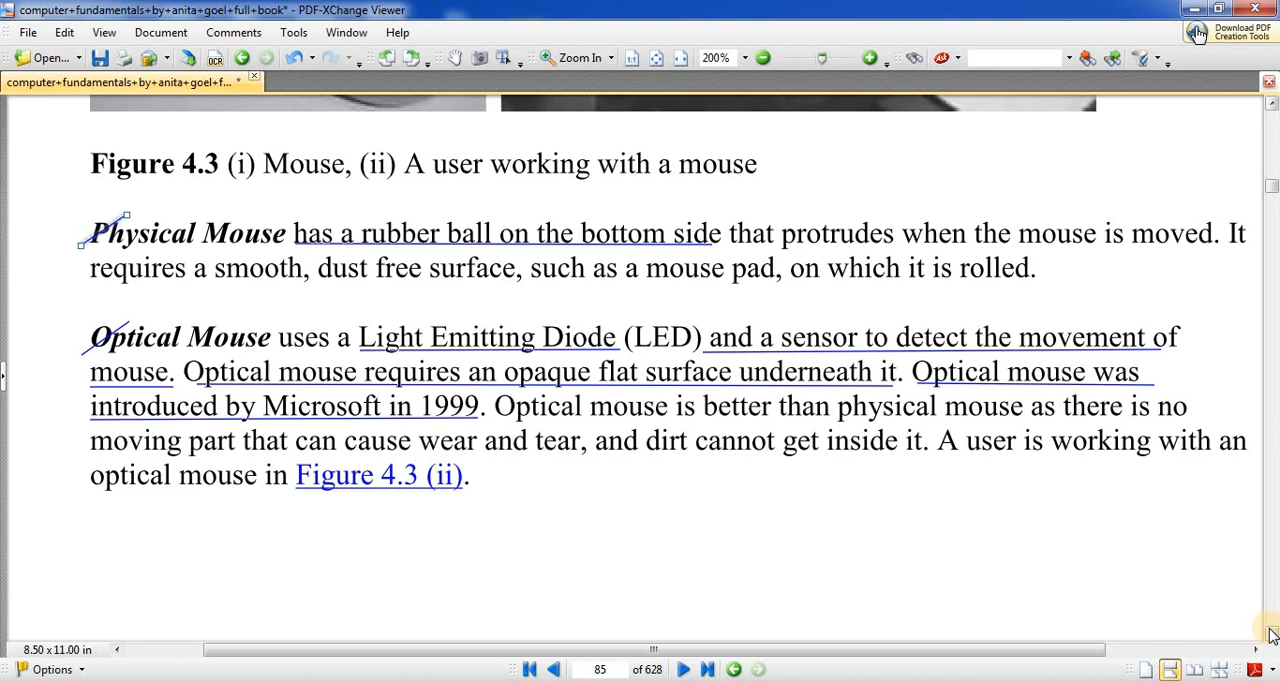 computer+fundamentals+by+anita+goel+full+book* - PDF-XChange Viewer
File Edit View Document Comments Tools Window Help
Download PDF
Creation Tools
Open... OCR Zoom In 200%
computer+fundamentals+by+anita+goel+f... *
Figure 4.3 (i) Mouse, (ii) A user working with a mouse
Physical Mouse has a rubber ball on the bottom side that protrudes when the mouse is moved. It
requires a smooth, dust free surface, such as a mouse pad, on which it is rolled.
Optical Mouse uses a Light Emitting Diode (LED) and a sensor to detect the movement of
mouse. Optical mouse requires an opaque flat surface underneath it. Optical mouse was
introduced by Microsoft in 1999. Optical mouse is better than physical mouse as there is no
moving part that can cause wear and tear, and dirt cannot get inside it. A user is working with an
optical mouse in Figure 4.3 (ii).
8.50 x 11.00 in
Options 85 of 628